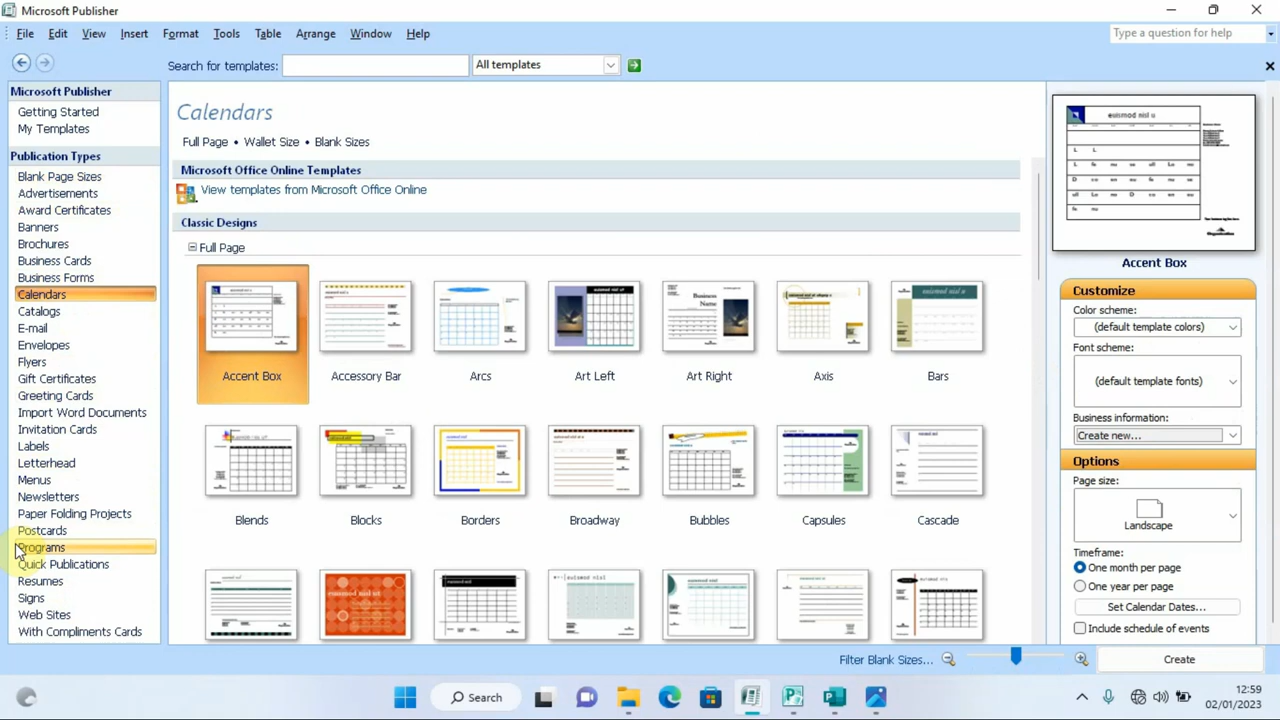 Microsoft Publisher
File Edit View Insert Format Tools Table Arrange Window Help
Type a question for help
Search for templates: All templates
Microsoft Publisher
Getting Started
My Templates
Publication Types
Blank Page Sizes
Advertisements
Award Certificates
Banners
Brochures
Business Cards
Business Forms
Calendars
Catalogs
E-mail
Envelopes
Flyers
Gift Certificates
Greeting Cards
Import Word Documents
Invitation Cards
Labels
Letterhead
Menus
Newsletters
Paper Folding Projects
Postcards
Programs
Quick Publications
Resumes
Signs
Web Sites
With Compliments Cards
Calendars
Full Page • Wallet Size • Blank Sizes
Microsoft Office Online Templates
View templates from Microsoft Office Online
Classic Designs
Full Page
Business
Name
Accent Box Accessory Bar Arcs Art Left Art Right Axis Bars
Blends Blocks Borders Broadway Bubbles Capsules Cascade
euismod nisl u
Organization
Accent Box
Customize
Color scheme:
(default template colors)
Font scheme:
(default template fonts)
Business information:
Create new...
Options
Page size:
Landscape
Timeframe:
One month per page
One year per page
Set Calendar Dates...
Include schedule of events
Filter Blank Sizes...
Create
Search
12:59
02/01/2023